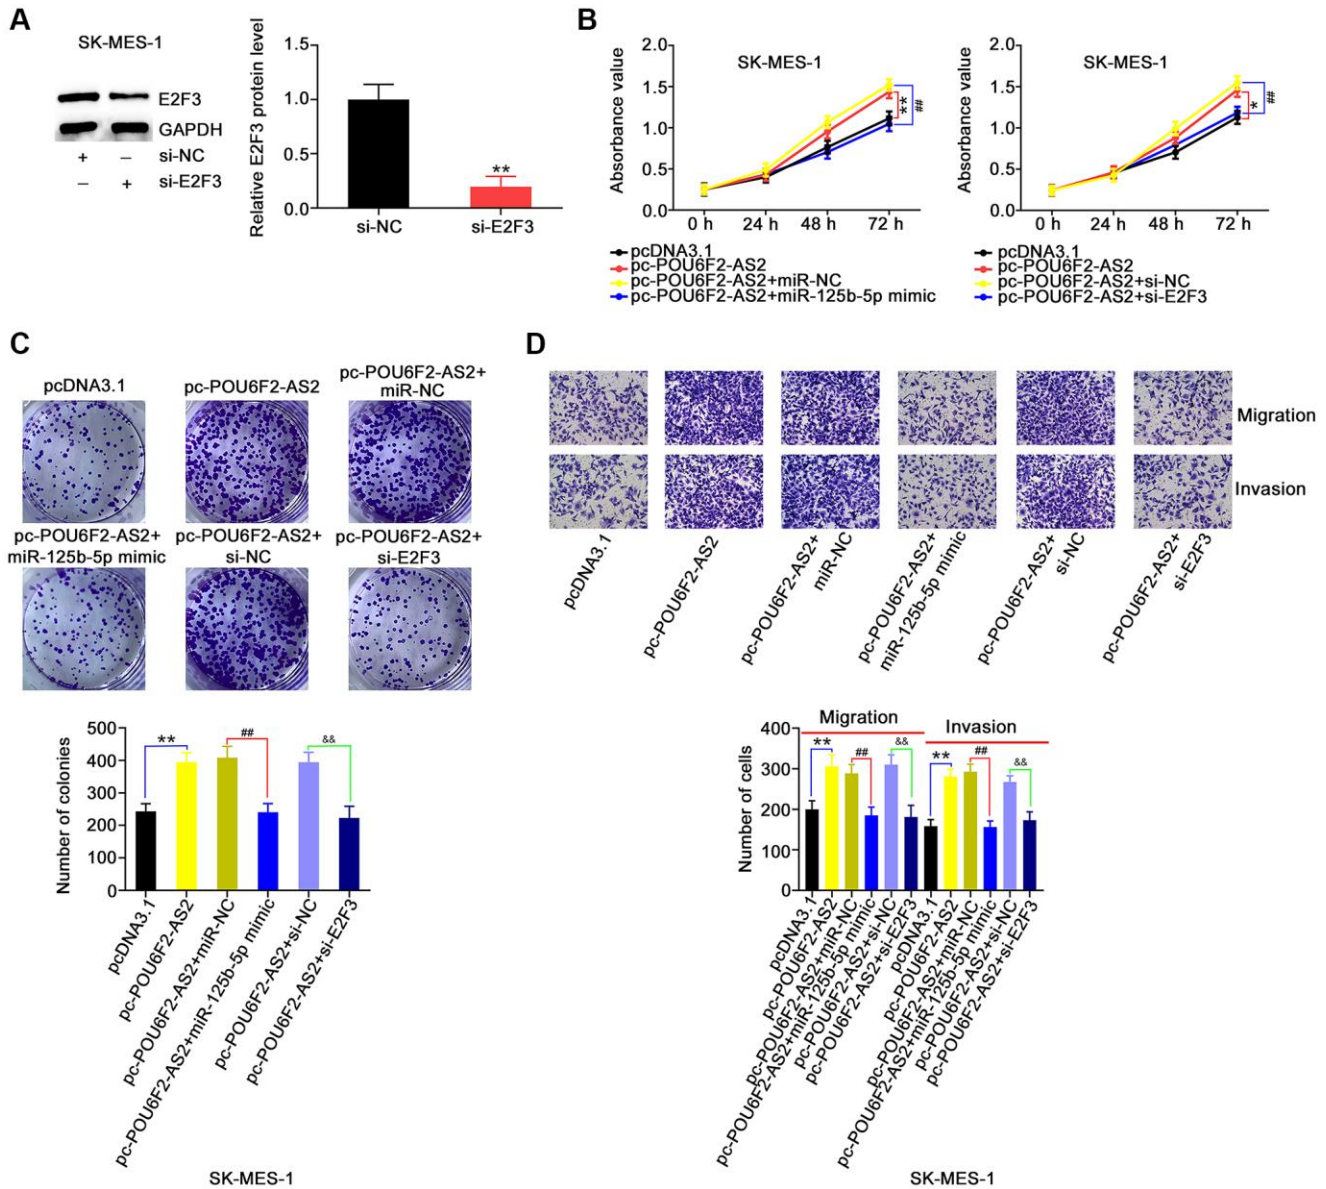 A
SK-MES-1
E2F3
GAPDH
+ – si-NC
– + si-E2F3
Relative E2F3 protein level
1.5
1.0
0.5
0.0
**
si-NC si-E2F3
B
Absorbance value
2.0
1.5
1.0
0.5
0.0
SK-MES-1
**
##
0 h 24 h 48 h 72 h
pcDNA3.1
pc-POU6F2-AS2
pc-POU6F2-AS2+miR-NC
pc-POU6F2-AS2+miR-125b-5p mimic
Absorbance value
2.0
1.5
1.0
0.5
0.0
SK-MES-1
*
##
0 h 24 h 48 h 72 h
pcDNA3.1
pc-POU6F2-AS2
pc-POU6F2-AS2+si-NC
pc-POU6F2-AS2+si-E2F3
C
pcDNA3.1
pc-POU6F2-AS2
pc-POU6F2-AS2+
miR-NC
pc-POU6F2-AS2+
miR-125b-5p mimic
pc-POU6F2-AS2+
si-NC
pc-POU6F2-AS2+
si-E2F3
Number of colonies
500
400
300
200
100
0
**
##
&&
pcDNA3.1
pc-POU6F2-AS2
pc-POU6F2-AS2+miR-NC
pc-POU6F2-AS2+miR-125b-5p mimic
pc-POU6F2-AS2+si-NC
pc-POU6F2-AS2+si-E2F3
SK-MES-1
D
Migration
Invasion
pcDNA3.1
pc-POU6F2-AS2
pc-POU6F2-AS2+
miR-NC
pc-POU6F2-AS2+
miR-125b-5p mimic
pc-POU6F2-AS2+
si-NC
pc-POU6F2-AS2+
si-E2F3
Number of cells
400
300
200
100
0
Migration
Invasion
**
##
&&
**
##
&&
pcDNA3.1
pc-POU6F2-AS2
pc-POU6F2-AS2+miR-NC
pc-POU6F2-AS2+miR-125b-5p mimic
pc-POU6F2-AS2+si-NC
pc-POU6F2-AS2+si-E2F3
pcDNA3.1
pc-POU6F2-AS2
pc-POU6F2-AS2+miR-NC
pc-POU6F2-AS2+miR-125b-5p mimic
pc-POU6F2-AS2+si-NC
pc-POU6F2-AS2+si-E2F3
SK-MES-1